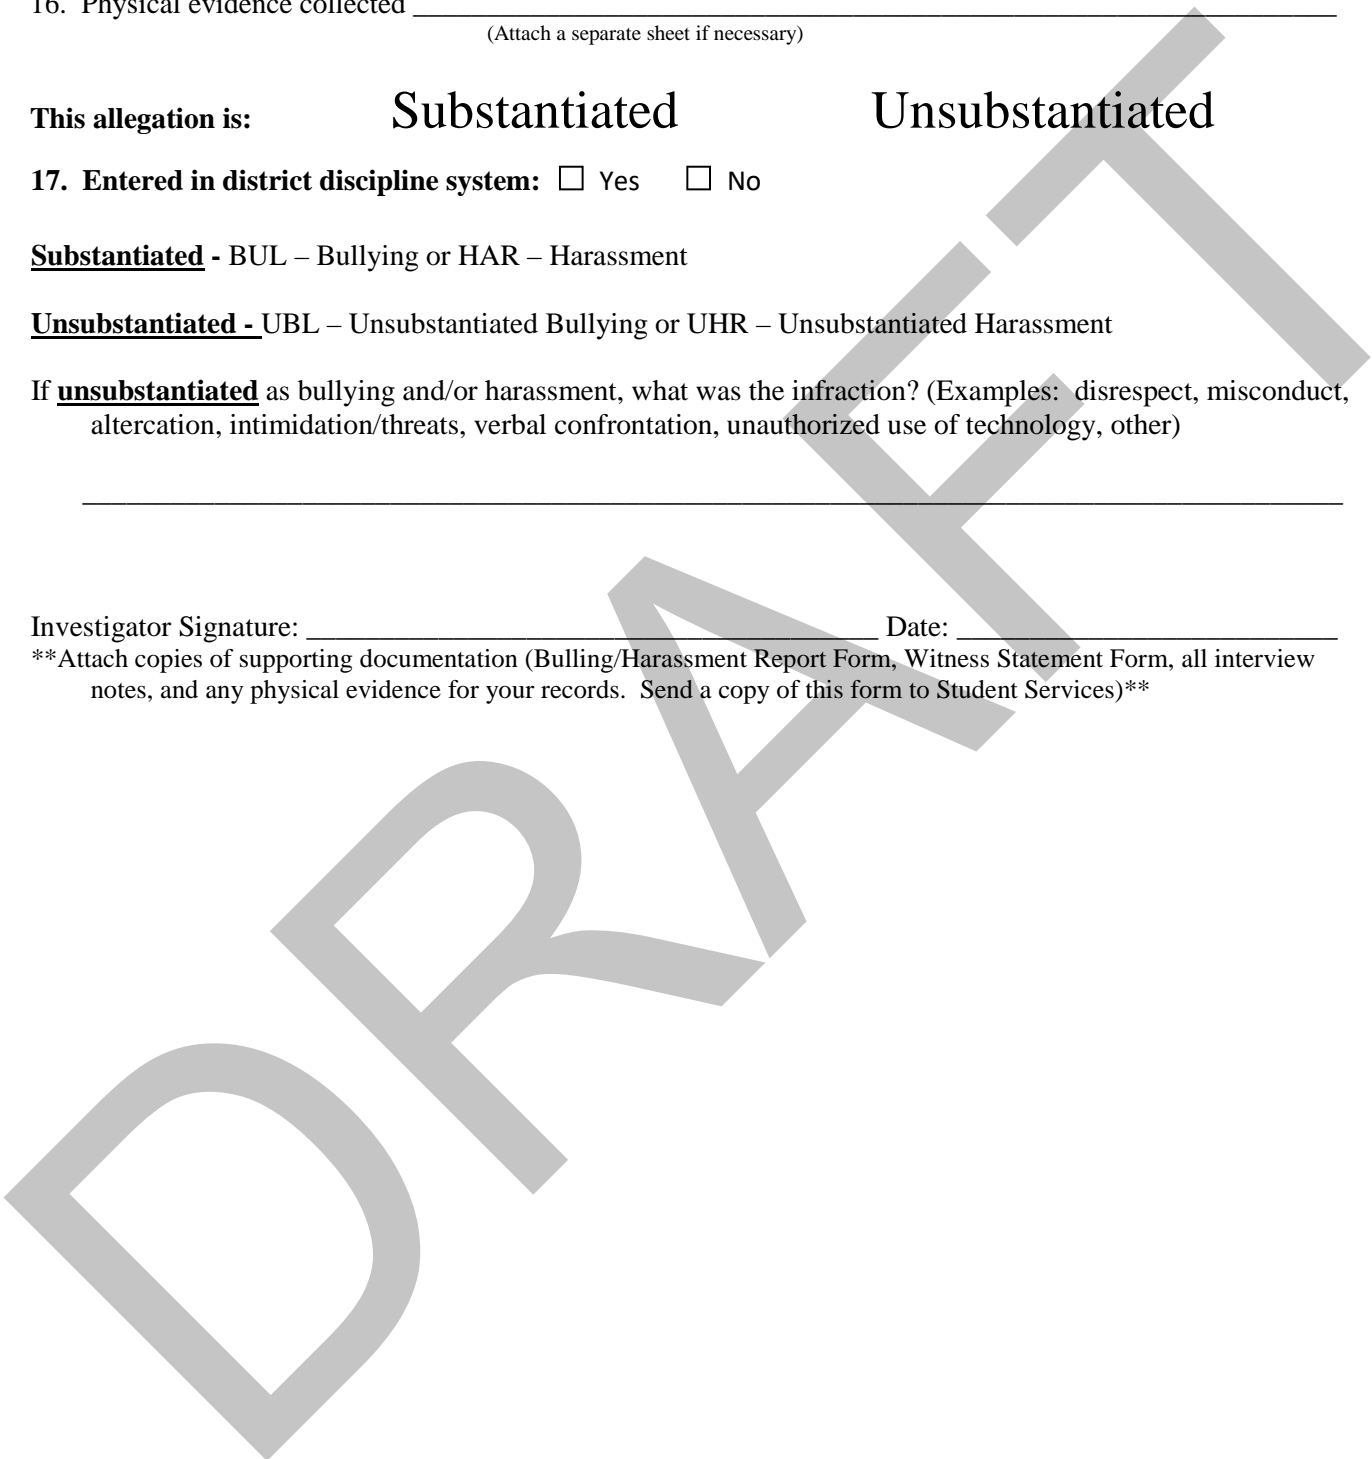 16. Physical evidence collected ________________________________________________________________
(Attach a separate sheet if necessary)
This allegation is: Substantiated Unsubstantiated
17. Entered in district discipline system: ☐ Yes ☐ No
Substantiated - BUL – Bullying or HAR – Harassment
Unsubstantiated - UBL – Unsubstantiated Bullying or UHR – Unsubstantiated Harassment
If unsubstantiated as bullying and/or harassment, what was the infraction? (Examples: disrespect, misconduct,
altercation, intimidation/threats, verbal confrontation, unauthorized use of technology, other)
________________________________________________________________________________________
Investigator Signature: ________________________________________ Date: __________________________
**Attach copies of supporting documentation (Bulling/Harassment Report Form, Witness Statement Form, all interview
notes, and any physical evidence for your records. Send a copy of this form to Student Services)**
DRAFT